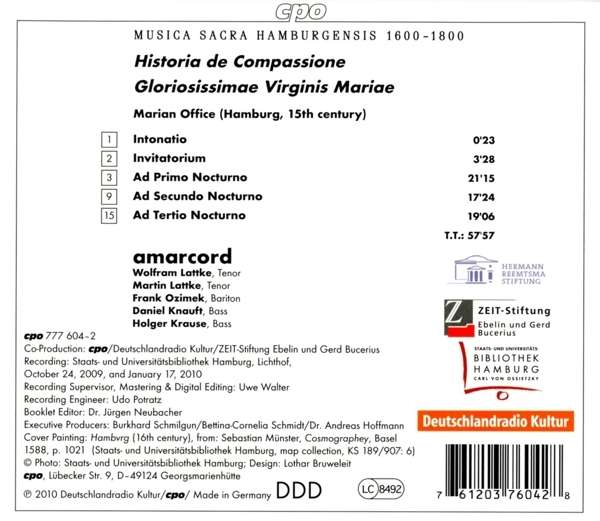 cpo
MUSICA SACRA HAMBURGENSIS 1600–1800
Historia de Compassione
Gloriosissimae Virginis Mariae
Marian Office (Hamburg, 15th century)
1 Intonatio 0'23
2 Invitatorium 3'28
3 Ad Primo Nocturno 21'15
9 Ad Secundo Nocturno 17'24
15 Ad Tertio Nocturno 19'06
T.T.: 57'57
amarcord
Wolfram Lattke, Tenor
Martin Lattke, Tenor
Frank Ozimek, Bariton
Daniel Knauft, Bass
Holger Krause, Bass
HERMANN
REEMTSMA
STIFTUNG
Z ZEIT-Stiftung
Ebelin und Gerd
Bucerius
STAATS- UND UNIVERSITÄTS
BIBLIOTHEK
HAMBURG
CARL VON OSSIETZKY
Deutschlandradio Kultur
cpo 777 604–2
Co-Production: cpo/Deutschlandradio Kultur/ZEIT-Stiftung Ebelin und Gerd Bucerius
Recording: Staats- und Universitätsbibliothek Hamburg, Lichthof,
October 24, 2009, and January 17, 2010
Recording Supervisor, Mastering & Digital Editing: Uwe Walter
Recording Engineer: Udo Potratz
Booklet Editor: Dr. Jürgen Neubacher
Executive Producers: Burkhard Schmilgun/Bettina-Cornelia Schmidt/Dr. Andreas Hoffmann
Cover Painting: Hambvrg (16th century), from: Sebastian Münster, Cosmographey, Basel
1588, p. 1021 (Staats- und Universitätsbibliothek Hamburg, map collection, KS 189/907: 6)
© Photo: Staats- und Universitätsbibliothek Hamburg; Design: Lothar Bruweleit
cpo, Lübecker Str. 9, D–49124 Georgsmarienhütte
℗ 2010 Deutschlandradio Kultur/cpo/ Made in Germany
DDD
LC 8492
7 61203 76042 8